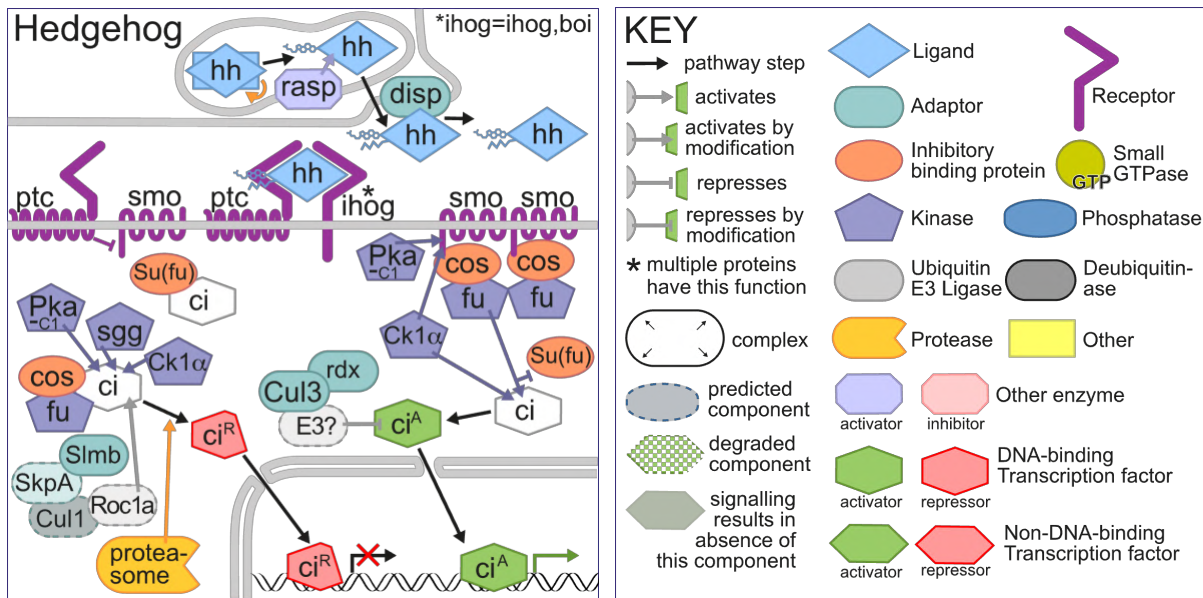 Hedgehog
*ihog=ihog,boi
hh
hh
rasp
disp
hh
hh
hh
ptc
smo
ptc
*
ihog
smo
smo
Pka
-C1
cos
cos
Su(fu)
ci
fu
fu
Pka
-C1
sgg
Ck1α
Ck1α
Su(fu)
cos
ci
fu
rdx
Cul3
E3?
ciA
ci
ciR
Slmb
SkpA
Roc1a
Cul1
protea-
some
ciR
ciA
KEY
pathway step
activates
activates by
modification
represses
represses by
modification
* multiple proteins
have this function
complex
predicted
component
degraded
component
signalling
results in
absence of
this component
Ligand
Receptor
Adaptor
Inhibitory
binding protein
GTP
Small
GTPase
Kinase
Phosphatase
Ubiquitin
E3 Ligase
Deubiquitin-
ase
Protease
Other
Other enzyme
activator
inhibitor
DNA-binding
Transcription factor
activator
repressor
Non-DNA-binding
Transcription factor
activator
repressor